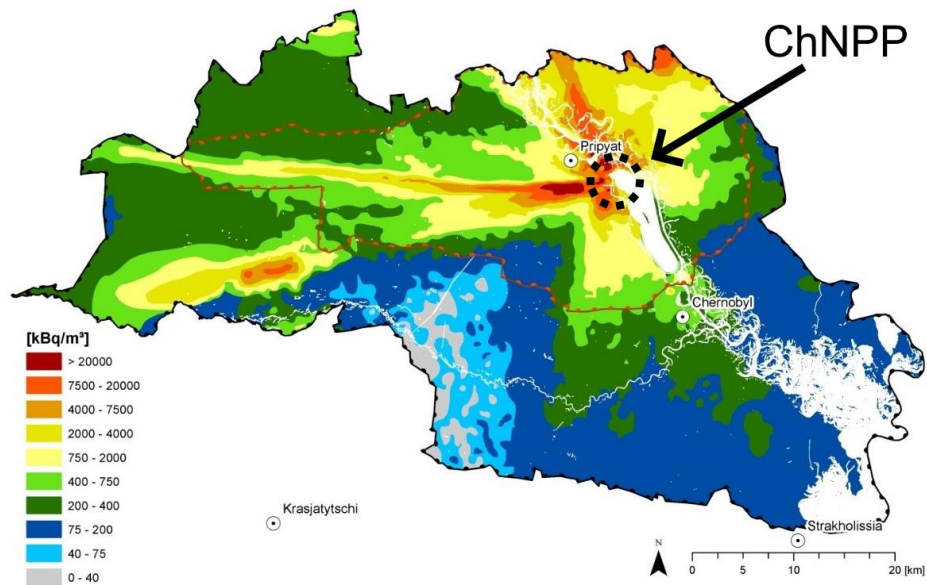 ChNPP
Pripyat
Chernobyl
[kBq/m³]
> 20000
7500 - 20000
4000 - 7500
2000 - 4000
750 - 2000
400 - 750
200 - 400
75 - 200
40 - 75
0 - 40
Krasjatytschi
Strakholissia
N
0 5 10 20 [km]